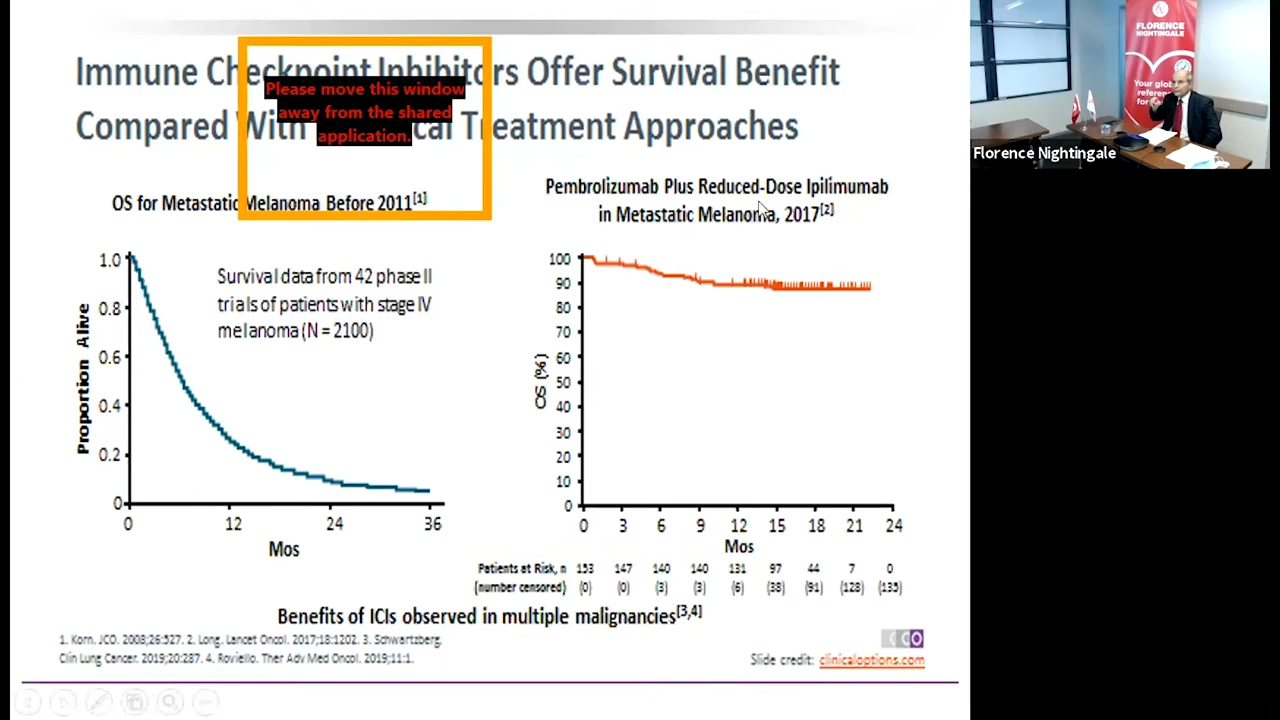 Immune Checkpoint Inhibitors Offer Survival Benefit
Compared With Treatment Approaches
Please move this window
away from the shared
application.
OS for Metastatic Melanoma Before 2011[1]
Survival data from 42 phase II
trials of patients with stage IV
melanoma (N = 2100)
Proportion Alive
1.0
0.8
0.6
0.4
0.2
0
0 12 24 36
Mos
Pembrolizumab Plus Reduced-Dose Ipilimumab
in Metastatic Melanoma, 2017[2]
OS (%)
100
90
80
70
60
50
40
30
20
10
0
0 3 6 9 12 15 18 21 24
Mos
Patients at Risk, n 153 147 140 140 131 97 44 7 0
(number censored) (0) (0) (3) (3) (6) (38) (91) (128) (135)
Benefits of ICIs observed in multiple malignancies[3,4]
1. Korn. JCO. 2008;26:527. 2. Long. Lancet Oncol. 2017;18:1202. 3. Schwartzberg.
Clin Lung Cancer. 2019;20:287. 4. Roviello. Ther Adv Med Oncol. 2019;11:1.
CCO
Slide credit: clinicaloptions.com
FLORENCE
NIGHTINGALE
Your
Florence Nightingale